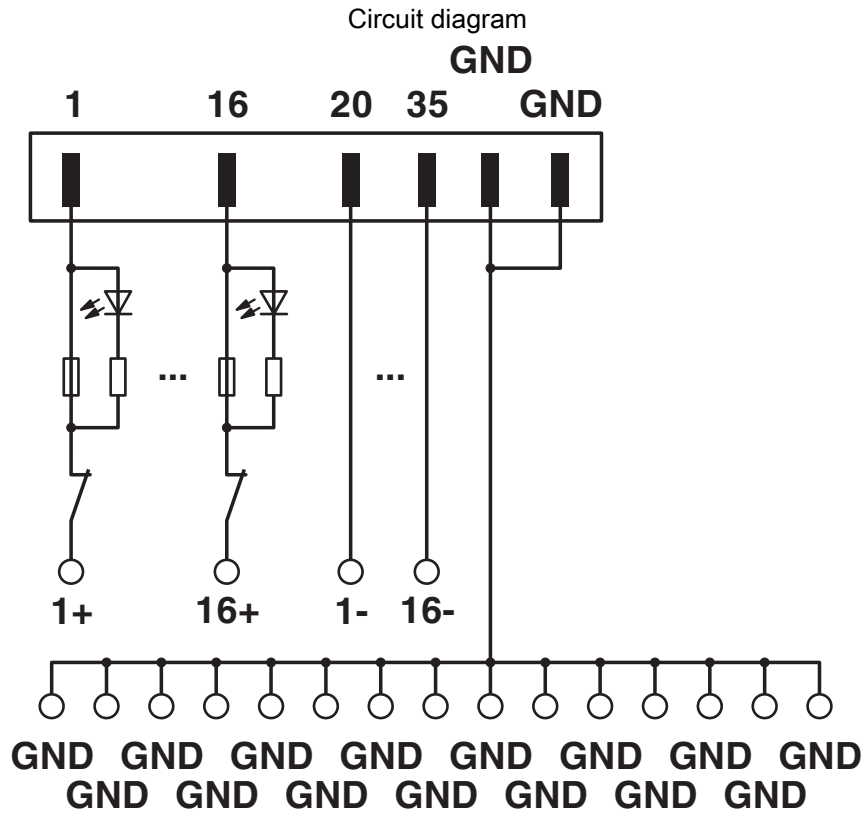 Circuit diagram
GND
1 16 20 35 GND
... ...
1+ 16+ 1- 16-
GND GND GND GND GND GND GND GND
GND GND GND GND GND GND GND